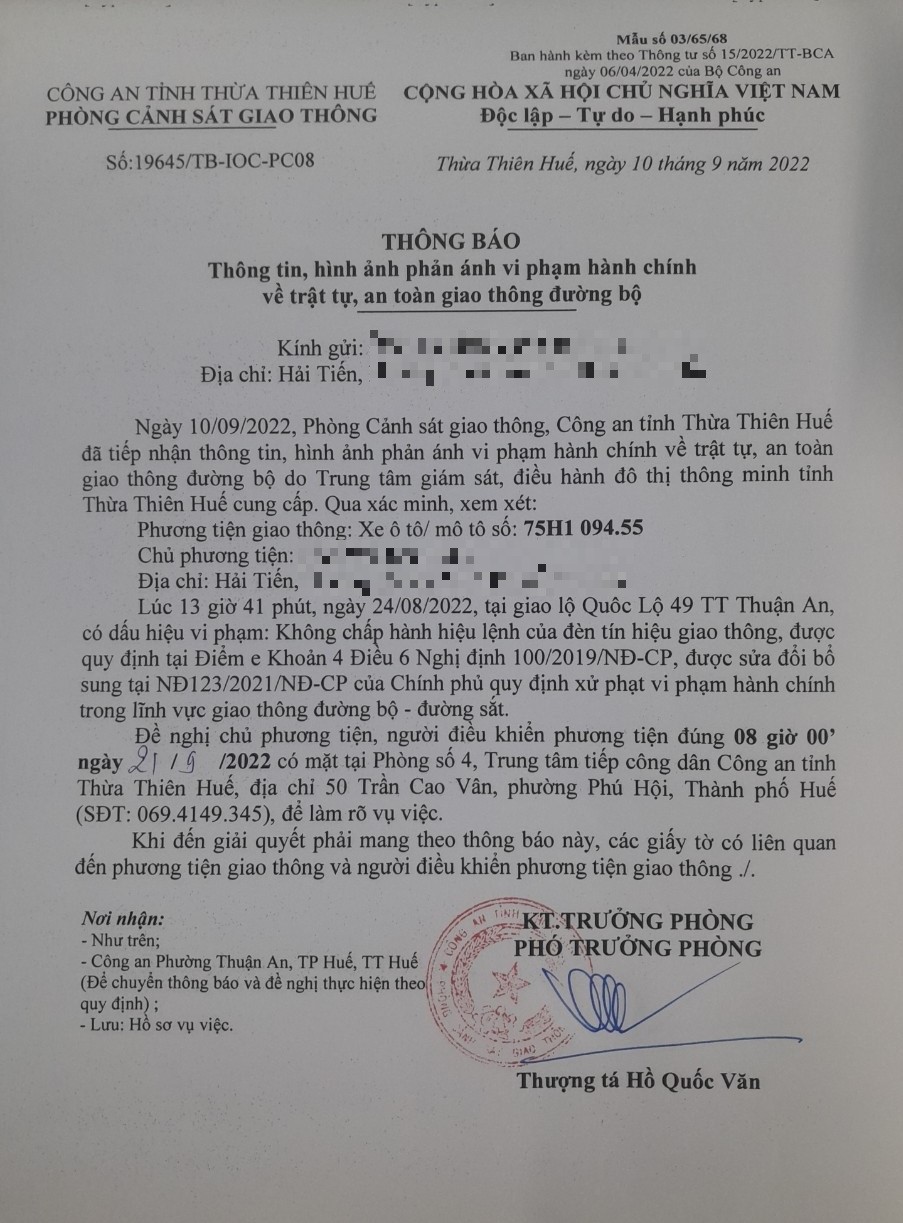 Mẫu số 03/65/68
Ban hành kèm theo Thông tư số 15/2022/TT-BCA
ngày 06/04/2022 của Bộ Công an
CÔNG AN TỈNH THỪA THIÊN HUẾ
PHÒNG CẢNH SÁT GIAO THÔNG
CỘNG HÒA XÃ HỘI CHỦ NGHĨA VIỆT NAM
Độc lập – Tự do – Hạnh phúc
Số:19645/TB-IOC-PC08
Thừa Thiên Huế, ngày 10 tháng 9 năm 2022
THÔNG BÁO
Thông tin, hình ảnh phản ánh vi phạm hành chính
về trật tự, an toàn giao thông đường bộ
Kính gửi:
Địa chỉ: Hải Tiến,
Ngày 10/09/2022, Phòng Cảnh sát giao thông, Công an tỉnh Thừa Thiên Huế
đã tiếp nhận thông tin, hình ảnh phản ánh vi phạm hành chính về trật tự, an toàn
giao thông đường bộ do Trung tâm giám sát, điều hành đô thị thông minh tỉnh
Thừa Thiên Huế cung cấp. Qua xác minh, xem xét:
Phương tiện giao thông: Xe ô tô/ mô tô số: 75H1 094.55
Chủ phương tiện:
Địa chỉ: Hải Tiến,
Lúc 13 giờ 41 phút, ngày 24/08/2022, tại giao lộ Quôc Lộ 49 TT Thuận An,
có dấu hiệu vi phạm: Không chấp hành hiệu lệnh của đèn tín hiệu giao thông, được
quy định tại Điểm e Khoản 4 Điều 6 Nghị định 100/2019/NĐ-CP, được sửa đổi bổ
sung tại NĐ123/2021/NĐ-CP của Chính phủ quy định xử phạt vi phạm hành chính
trong lĩnh vực giao thông đường bộ - đường sắt.
Đề nghị chủ phương tiện, người điều khiển phương tiện đúng 08 giờ 00’
ngày 21/9 /2022 có mặt tại Phòng số 4, Trung tâm tiếp công dân Công an tỉnh
Thừa Thiên Huế, địa chỉ 50 Trần Cao Vân, phường Phú Hội, Thành phố Huế
(SĐT: 069.4149.345), để làm rõ vụ việc.
Khi đến giải quyết phải mang theo thông báo này, các giấy tờ có liên quan
đến phương tiện giao thông và người điều khiển phương tiện giao thông ./.
Nơi nhận:
- Như trên;
- Công an Phường Thuận An, TP Huế, TT Huế
(Để chuyển thông báo và đề nghị thực hiện theo
quy định) ;
- Lưu: Hồ sơ vụ việc.
KT.TRƯỞNG PHÒNG
PHÓ TRƯỞNG PHÒNG
CÔNG AN TỈNH
Thượng tá Hồ Quốc Văn